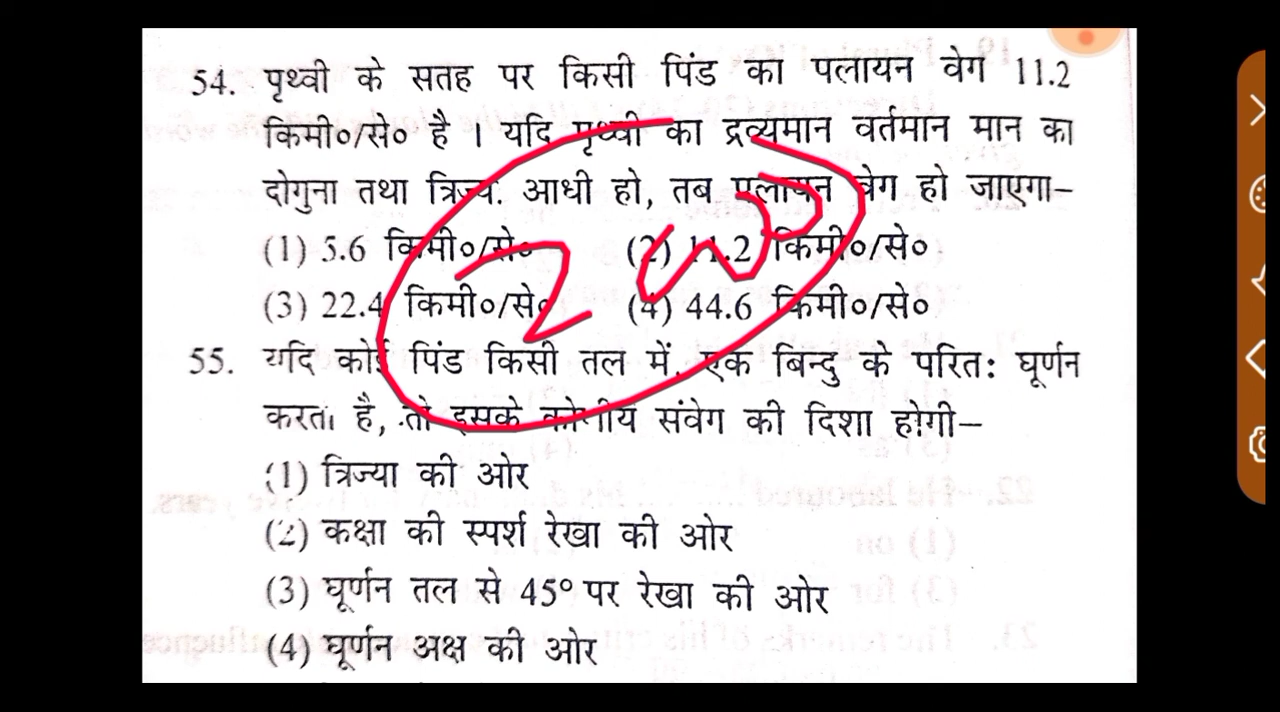 54. पृथ्वी के सतह पर किसी पिंड का पलायन वेग 11.2
किमी०/से० है । यदि पृथ्वी का द्रव्यमान वर्तमान मान का
दोगुना तथा त्रिज्य. आधी हो, तब पलायन वेग हो जाएगा–
(1) 5.6 किमी०/से० (2) 11.2 किमी०/से०
(3) 22.4 किमी०/से० (4) 44.6 किमी०/से०
55. यदि कोई पिंड किसी तल में एक बिन्दु के परितः घूर्णन
करता है, तो इसके कोणीय संवेग की दिशा होगी–
(1) त्रिज्या की ओर
(2) कक्षा की स्पर्श रेखा की ओर
(3) घूर्णन तल से 45° पर रेखा की ओर
(4) घूर्णन अक्ष की ओर